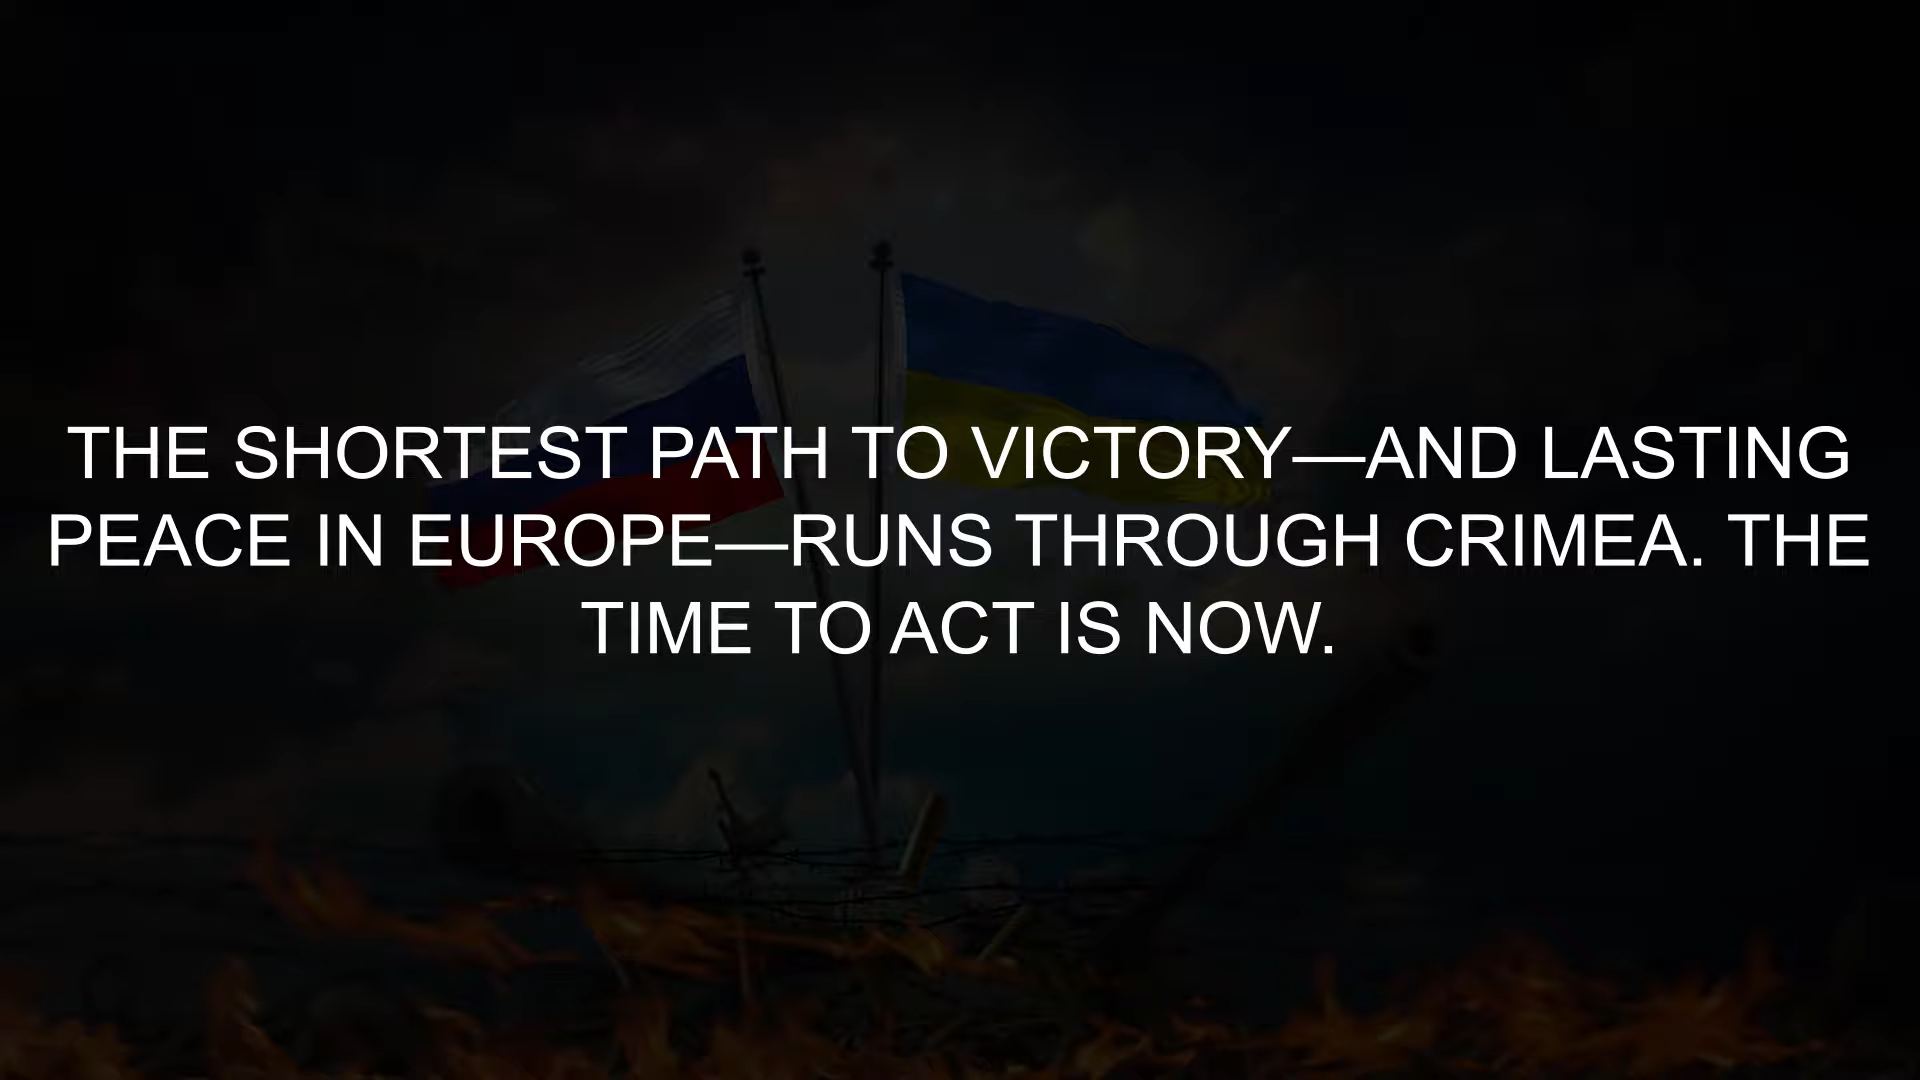 THE SHORTEST PATH TO VICTORY—AND LASTING
PEACE IN EUROPE—RUNS THROUGH CRIMEA. THE
TIME TO ACT IS NOW.